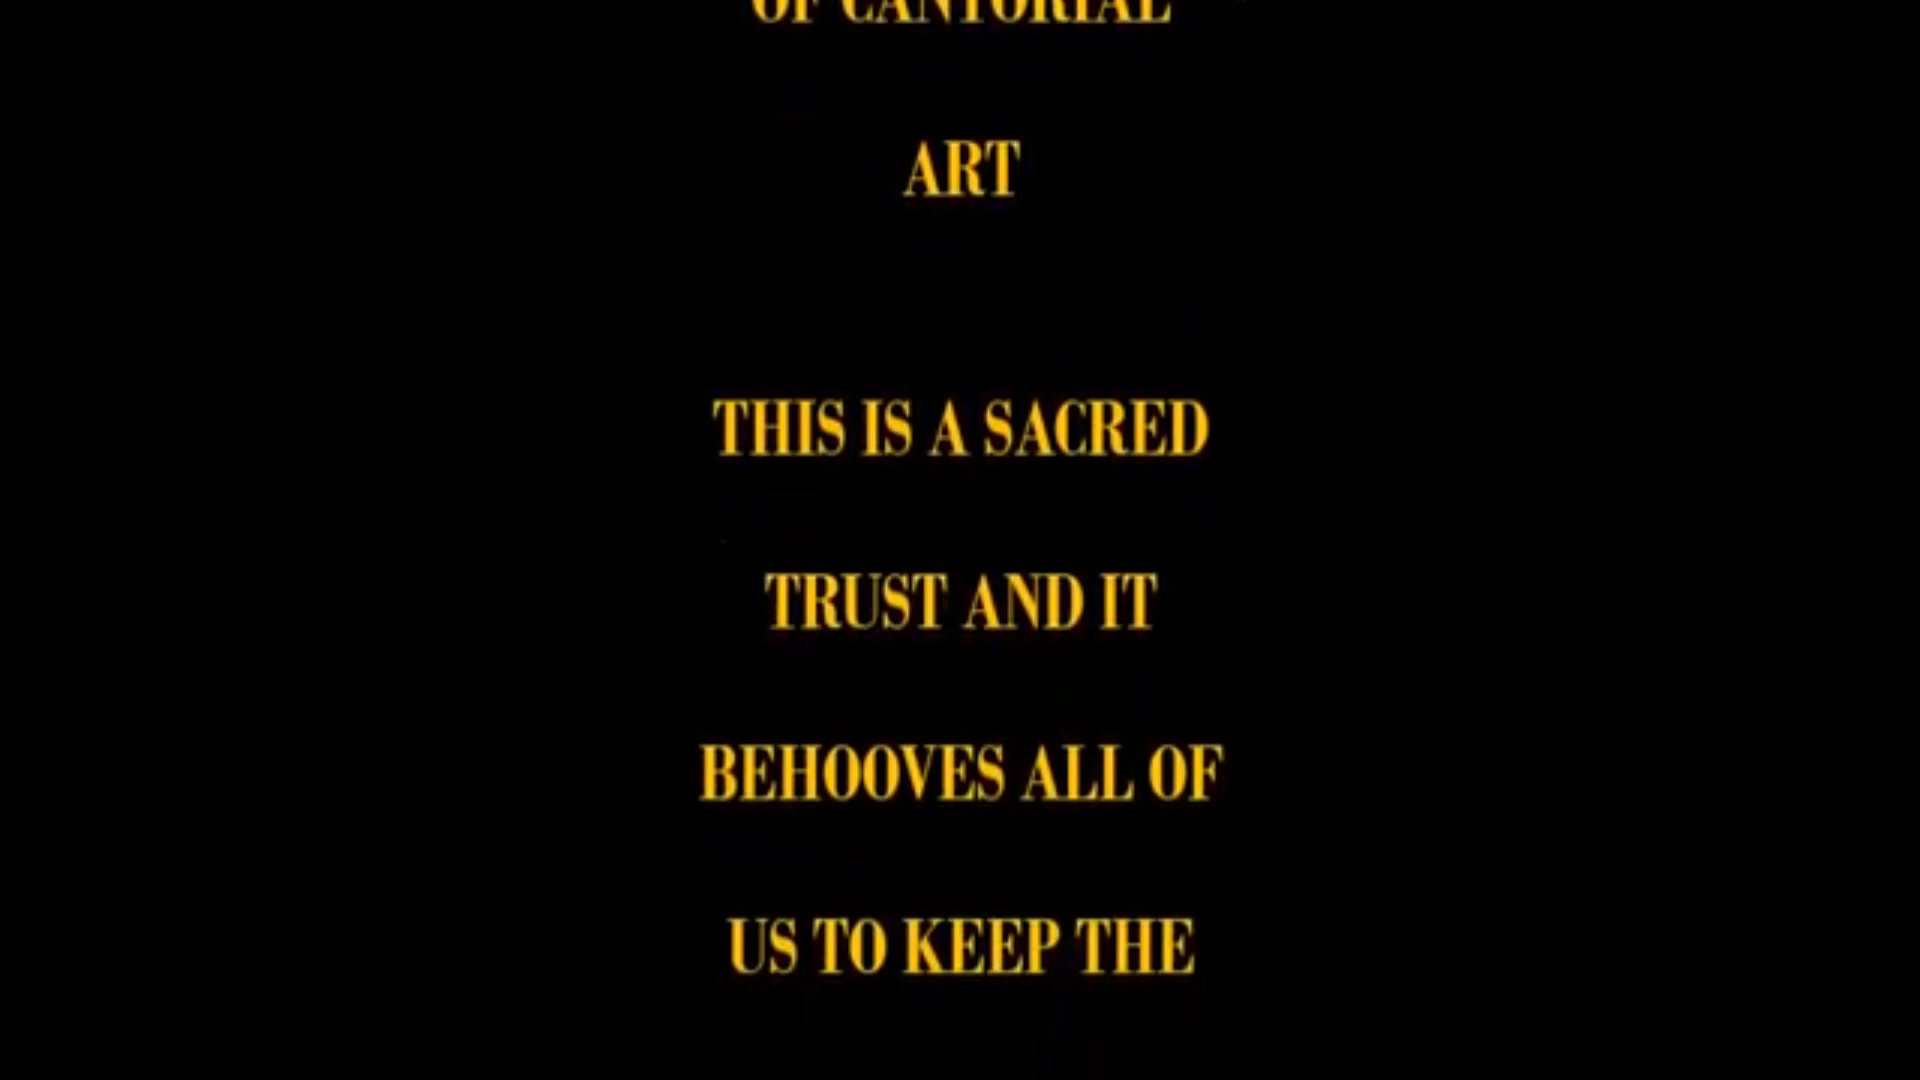 OF CANTORIAL
ART
THIS IS A SACRED
TRUST AND IT
BEHOOVES ALL OF
US TO KEEP THE